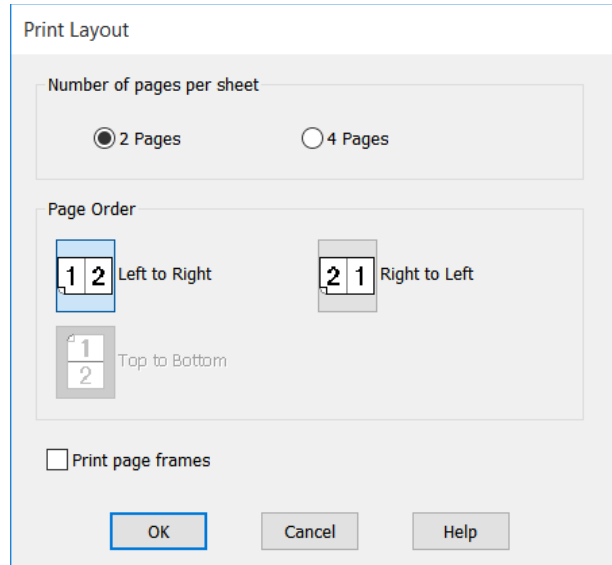 Print Layout
Number of pages per sheet
2 Pages 4 Pages
Page Order
1 2 Left to Right 2 1 Right to Left
1
2
Top to Bottom
Print page frames
OK Cancel Help